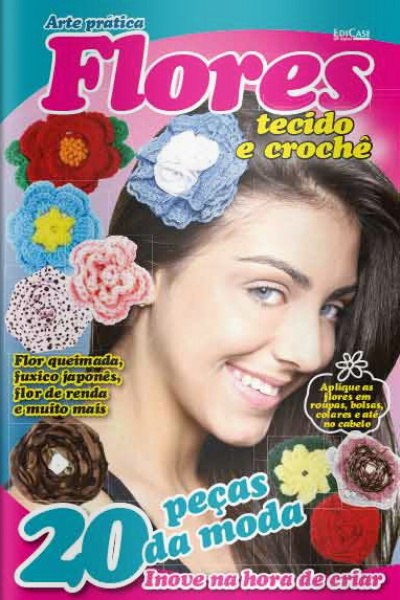 Arte prática
EDICASE
Flores
tecido
e crochê
Flor queimada,
fuxico japonês,
flor de renda
e muito mais
Aplique as
flores em
roupas, bolsas,
colares e até
no cabelo
20 peças
da moda
Inove na hora de criar